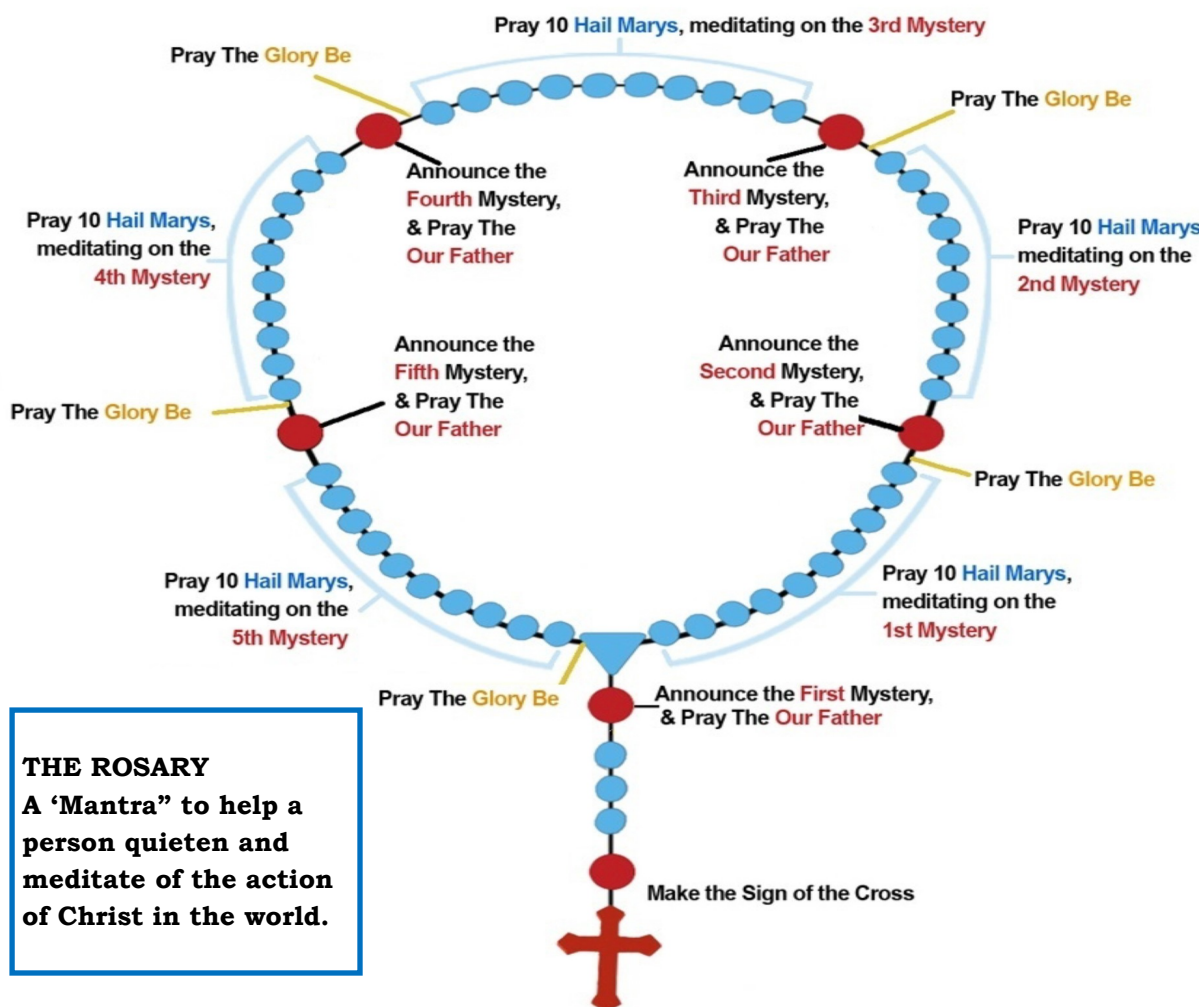 Pray 10 Hail Marys, meditating on the 3rd Mystery
Pray The Glory Be
Pray The Glory Be
Announce the
Fourth Mystery,
& Pray The
Our Father
Announce the
Third Mystery,
& Pray The
Our Father
Pray 10 Hail Marys,
meditating on the
4th Mystery
Pray 10 Hail Marys
meditating on the
2nd Mystery
Announce the
Fifth Mystery,
& Pray The
Our Father
Announce the
Second Mystery,
& Pray The
Our Father
Pray The Glory Be
Pray The Glory Be
Pray 10 Hail Marys,
meditating on the
5th Mystery
Pray 10 Hail Marys,
meditating on the
1st Mystery
Pray The Glory Be
Announce the First Mystery,
& Pray The Our Father
THE ROSARY
A ‘Mantra” to help a
person quieten and
meditate of the action
of Christ in the world.
Make the Sign of the Cross